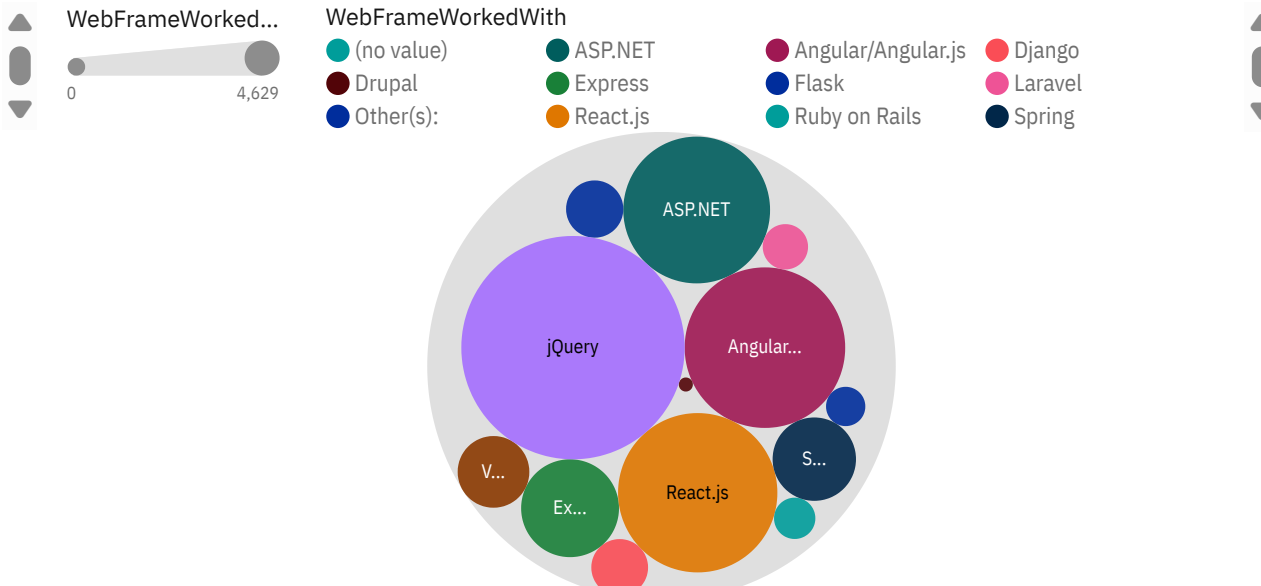 WebFrameWorked...
0 4,629
WebFrameWorkedWith
(no value) ASP.NET Angular/Angular.js Django
Drupal Express Flask Laravel
Other(s): React.js Ruby on Rails Spring
ASP.NET
jQuery
Angular...
S...
V...
React.js
Ex...